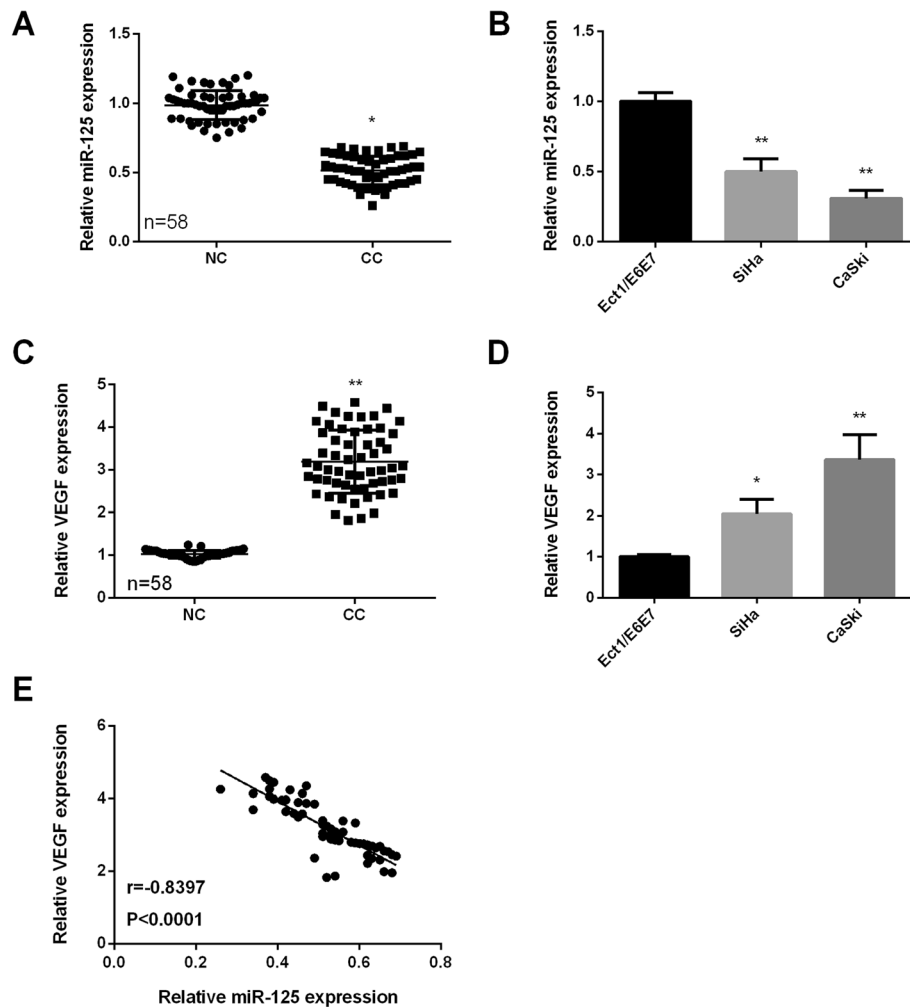 A
Relative miR-125 expression
1.5
1.0
0.5
0.0
*
n=58
NC
CC
B
Relative miR-125 expression
1.5
1.0
0.5
0.0
**
**
Ect1/E6E7
SiHa
CaSki
C
Relative VEGF expression
5
4
3
2
1
0
**
n=58
NC
CC
D
Relative VEGF expression
5
4
3
2
1
0
*
**
Ect1/E6E7
SiHa
CaSki
E
Relative VEGF expression
6
4
2
0
r=-0.8397
P<0.0001
0.0
0.2
0.4
0.6
0.8
Relative miR-125 expression